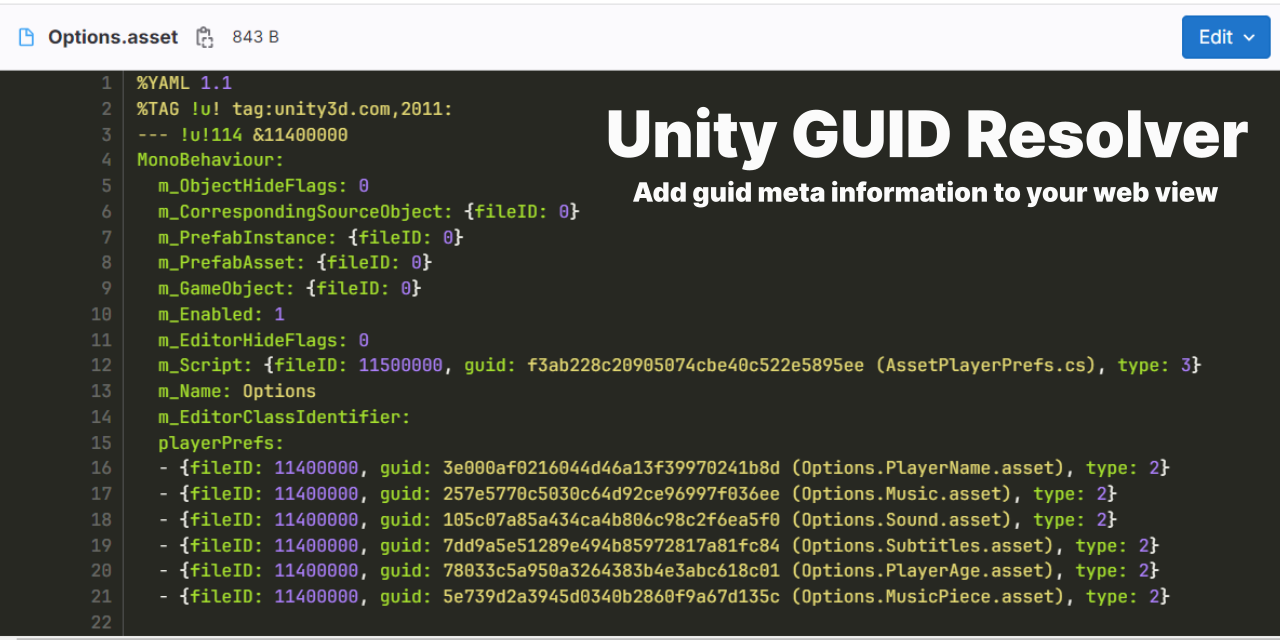 Options.asset 843 B Edit
1 %YAML 1.1
2 %TAG !u! tag:unity3d.com,2011:
3 --- !u!114 &11400000
4 MonoBehaviour:
5 m_ObjectHideFlags: 0
6 m_CorrespondingSourceObject: {fileID: 0}
7 m_PrefabInstance: {fileID: 0}
8 m_PrefabAsset: {fileID: 0}
9 m_GameObject: {fileID: 0}
10 m_Enabled: 1
11 m_EditorHideFlags: 0
12 m_Script: {fileID: 11500000, guid: f3ab228c20905074cbe40c522e5895ee (AssetPlayerPrefs.cs), type: 3}
13 m_Name: Options
14 m_EditorClassIdentifier:
15 playerPrefs:
16 - {fileID: 11400000, guid: 3e000af0216044d46a13f39970241b8d (Options.PlayerName.asset), type: 2}
17 - {fileID: 11400000, guid: 257e5770c5030c64d92ce96997f036ee (Options.Music.asset), type: 2}
18 - {fileID: 11400000, guid: 105c07a85a434ca4b806c98c2f6ea5f0 (Options.Sound.asset), type: 2}
19 - {fileID: 11400000, guid: 7dd9a5e51289e494b85972817a81fc84 (Options.Subtitles.asset), type: 2}
20 - {fileID: 11400000, guid: 78033c5a950a3264383b4e3abc618c01 (Options.PlayerAge.asset), type: 2}
21 - {fileID: 11400000, guid: 5e739d2a3945d0340b2860f9a67d135c (Options.MusicPiece.asset), type: 2}
22
Unity GUID Resolver
Add guid meta information to your web view